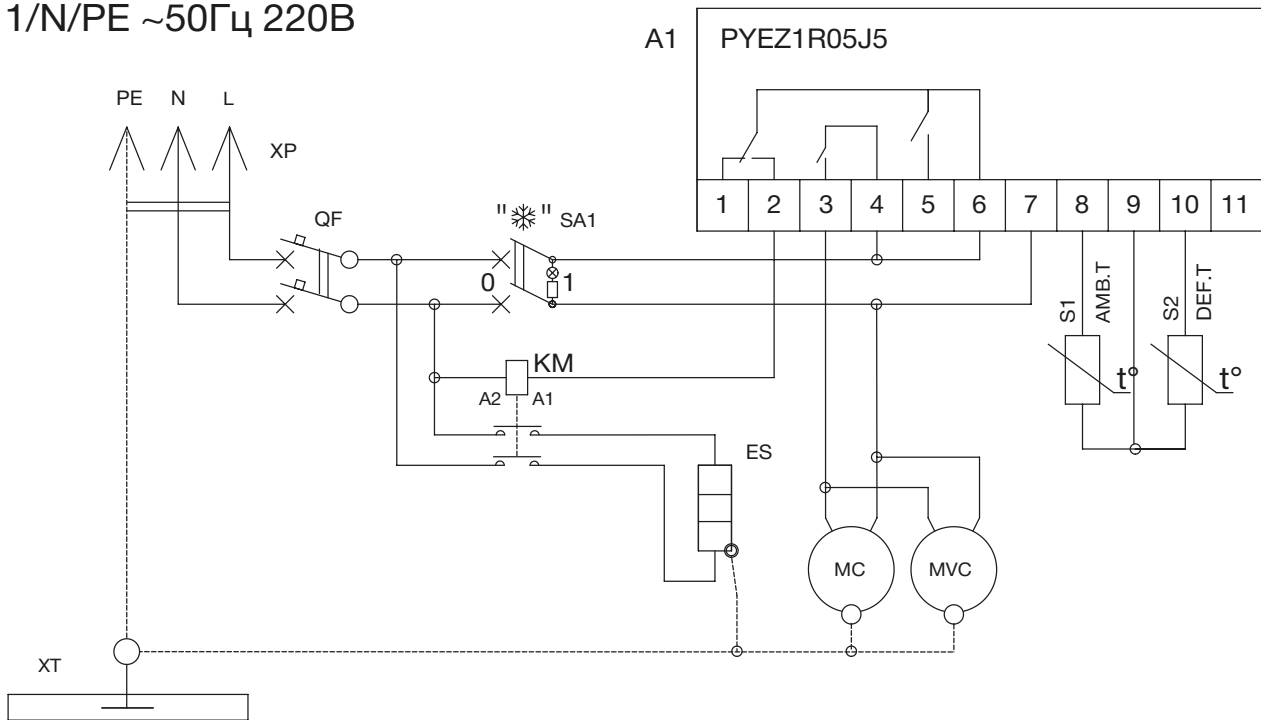 1/N/PE ~50Гц 220В
A1 PYEZ1R05J5
PE N L
XP
1 2 3 4 5 6 7 8 9 10 11
QF
"❄" SA1
0 1
S1
AMB.T
S2
DEF.T
KM
A2 A1
t° t°
ES
MC MVC
XT